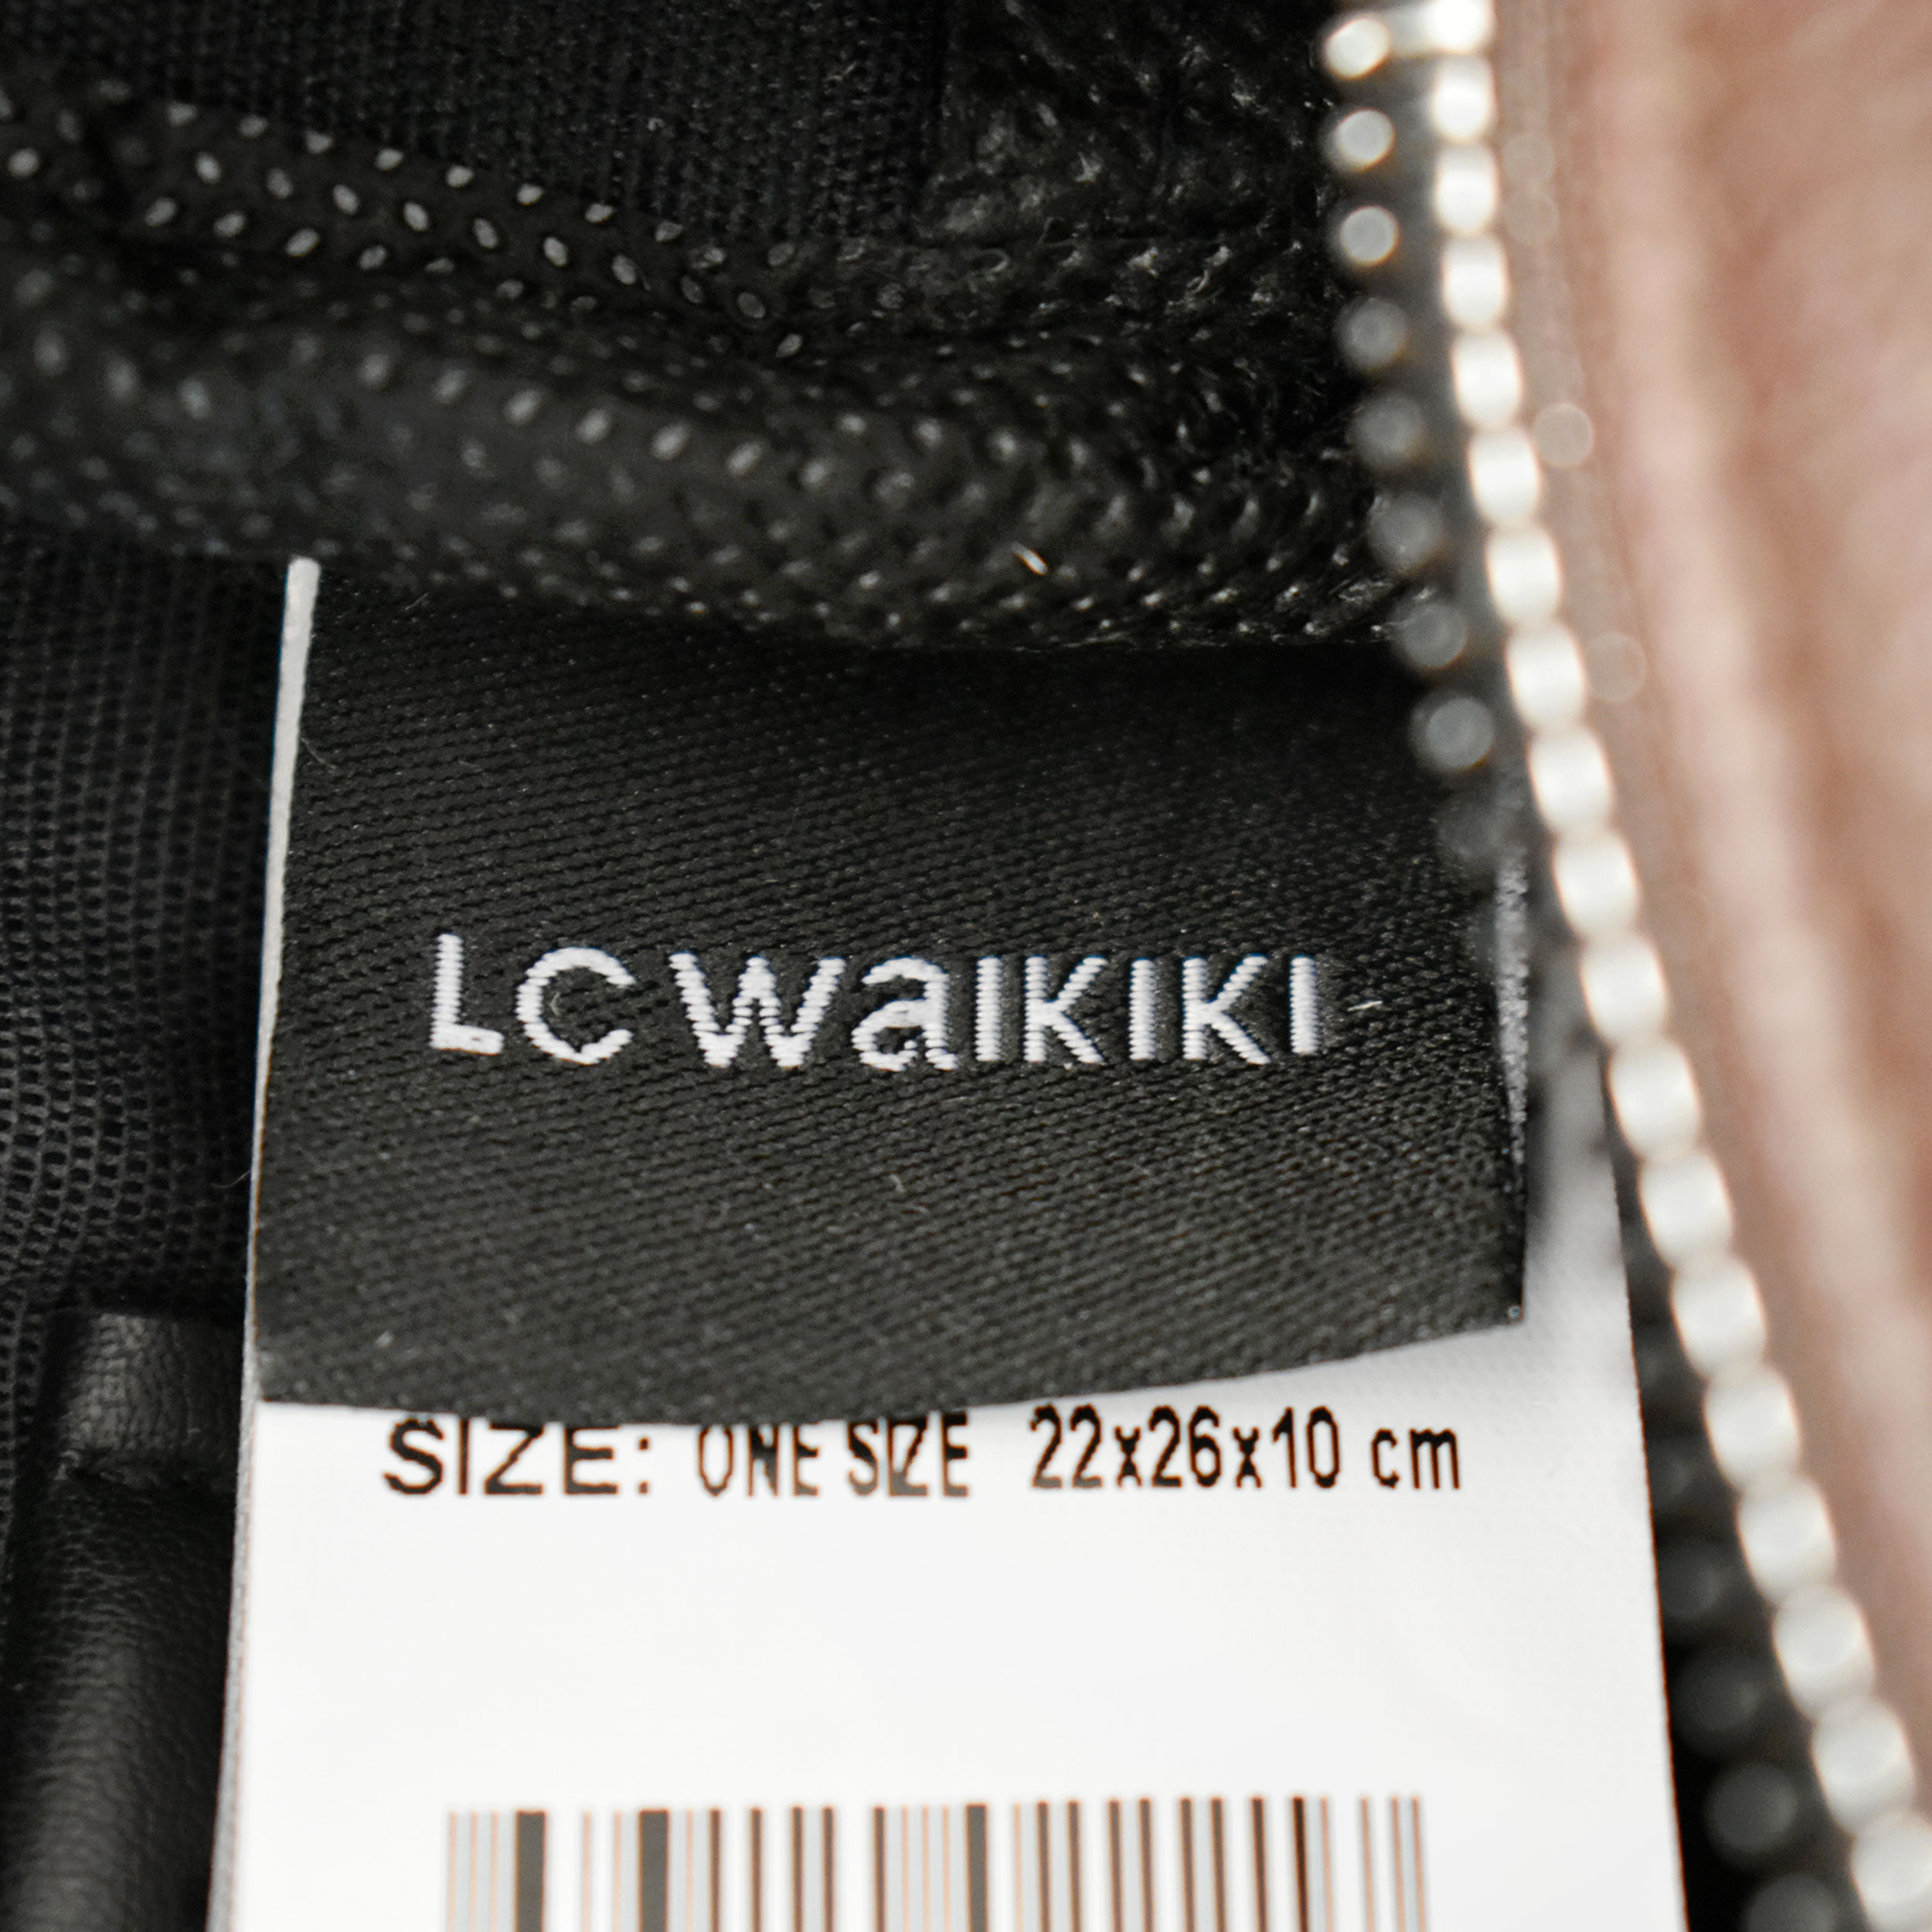 LC WAIKIKI
SIZE: ONE SIZE 22x26x10 cm